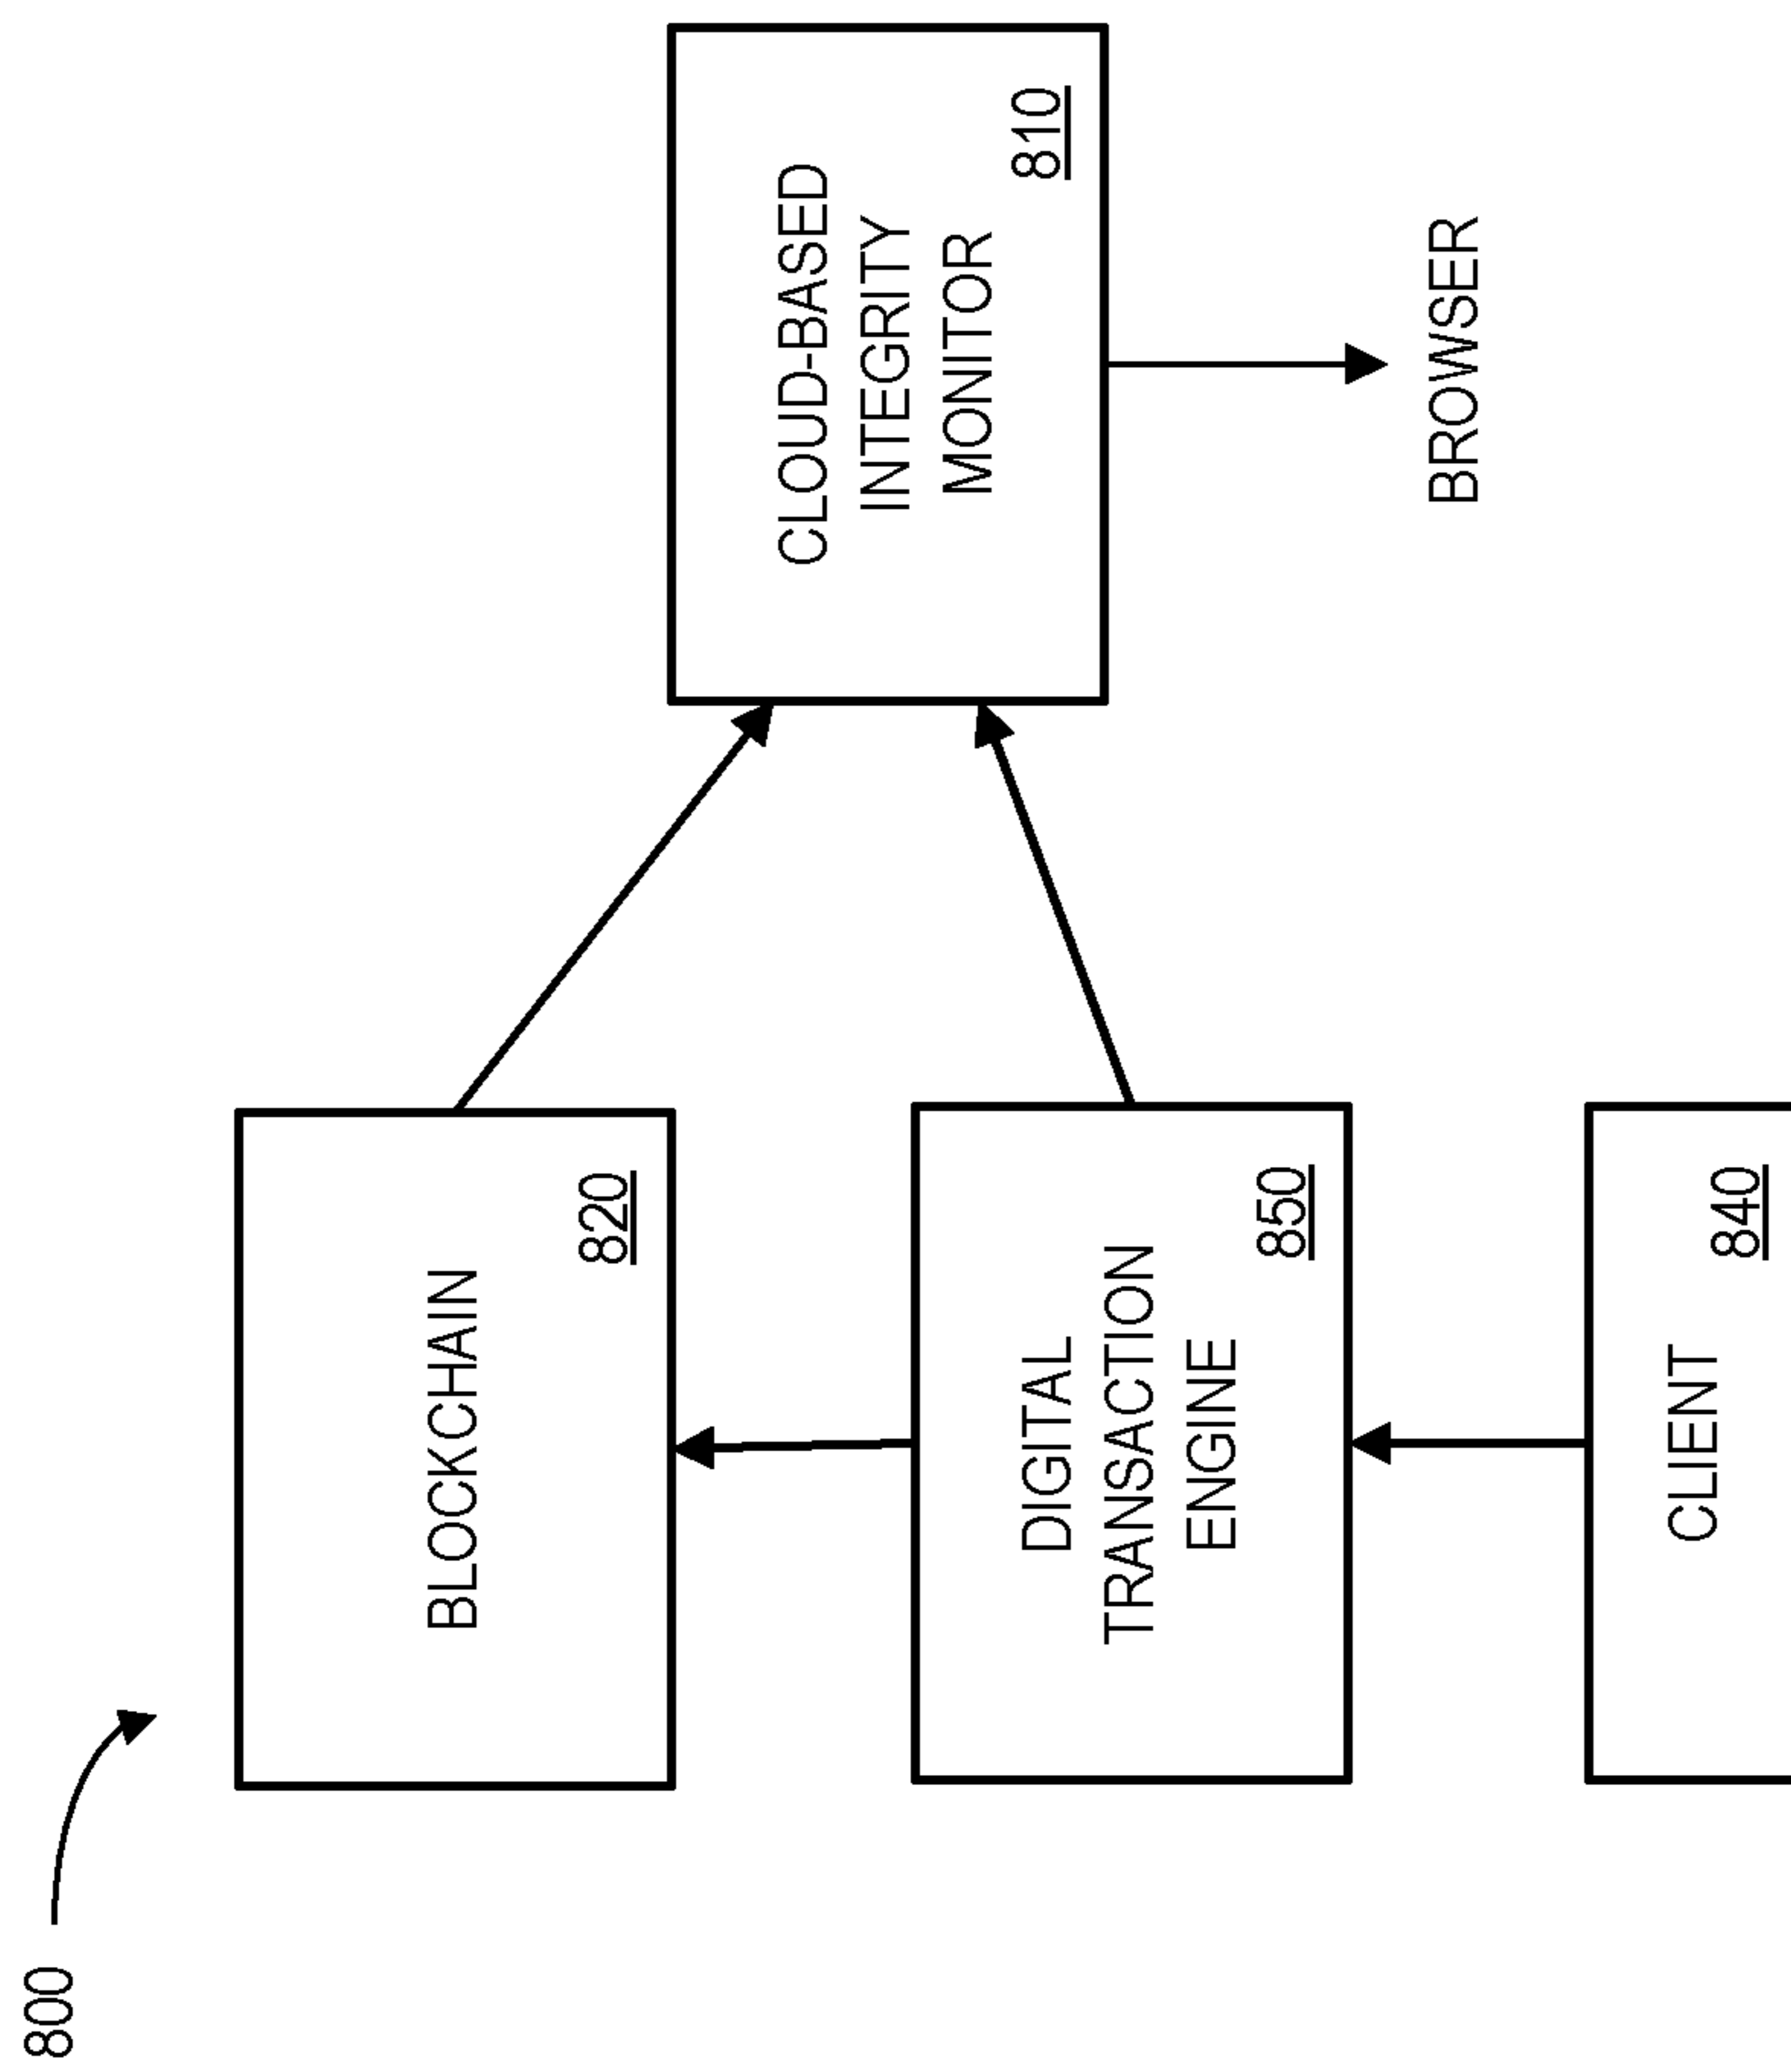 800
BLOCKCHAIN
820
CLOUD-BASED
INTEGRITY
MONITOR
810
DIGITAL
TRANSACTION
ENGINE
850
BROWSER
CLIENT
840